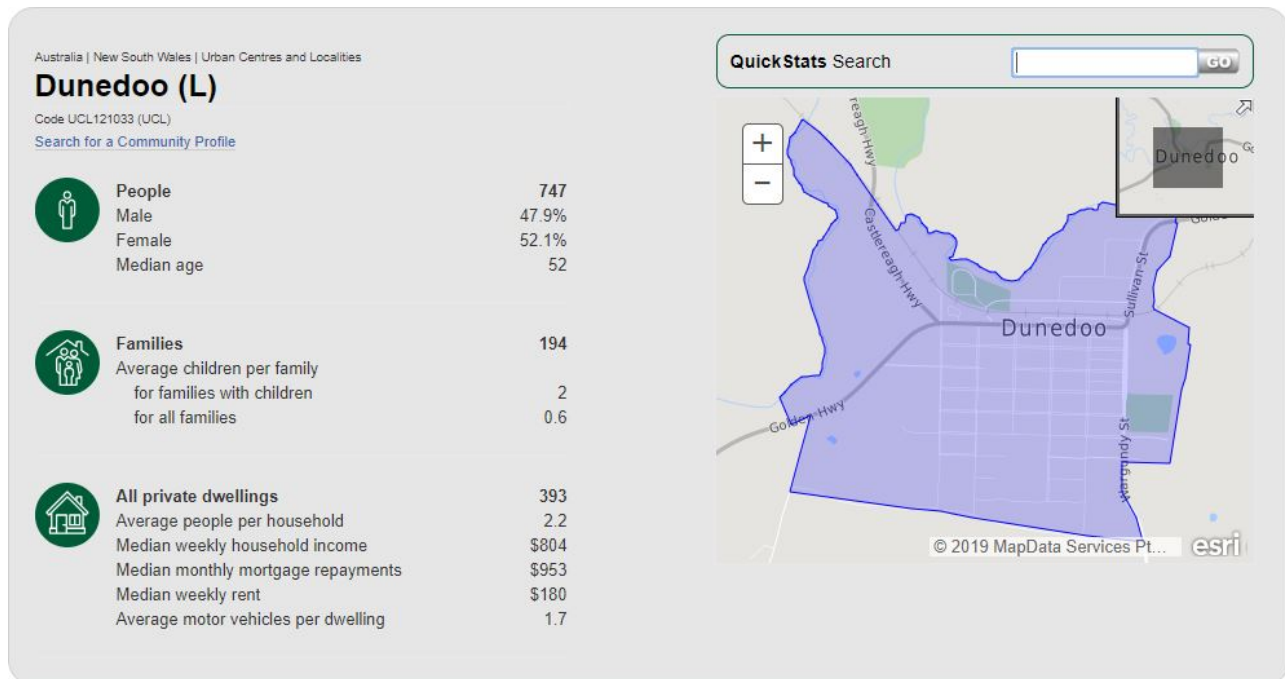 Australia | New South Wales | Urban Centres and Localities
Dunedoo (L)
Code UCL121033 (UCL)
Search for a Community Profile
People 747
Male 47.9%
Female 52.1%
Median age 52
Families 194
Average children per family
for families with children 2
for all families 0.6
All private dwellings 393
Average people per household 2.2
Median weekly household income $804
Median monthly mortgage repayments $953
Median weekly rent $180
Average motor vehicles per dwelling 1.7
QuickStats Search GO
+
−
reagh Hwy
Castlereagh Hwy
Dunedoo
Sullivan St
Dunedoo
Golden Hwy
Wargundy St
© 2019 MapData Services Pt...
esri